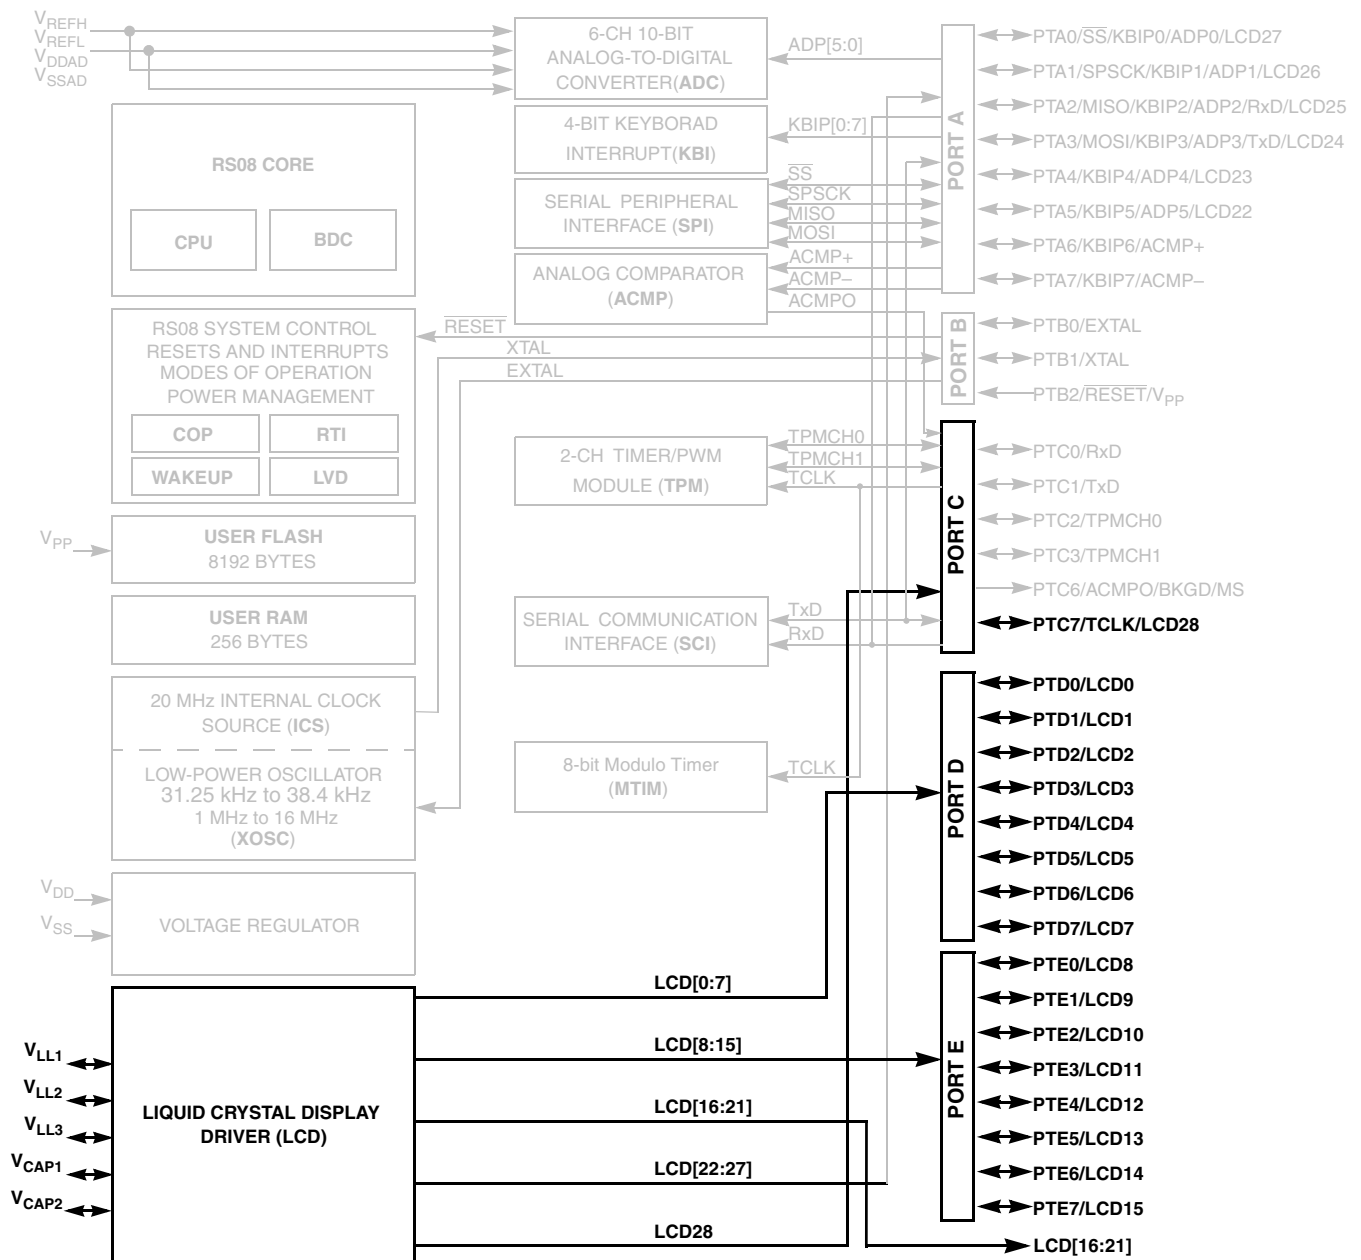 VREFH
VREFL
VDDAD
VSSAD
6-CH 10-BIT
ANALOG-TO-DIGITAL
CONVERTER(ADC)
ADP[5:0]
4-BIT KEYBORAD
INTERRUPT(KBI)
KBIP[0:7]
SERIAL PERIPHERAL
INTERFACE (SPI)
SS
SPSCK
MISO
MOSI
ANALOG COMPARATOR
(ACMP)
ACMP+
ACMP–
ACMPO
PORT A
PTA0/SS/KBIP0/ADP0/LCD27
PTA1/SPSCK/KBIP1/ADP1/LCD26
PTA2/MISO/KBIP2/ADP2/RxD/LCD25
PTA3/MOSI/KBIP3/ADP3/TxD/LCD24
PTA4/KBIP4/ADP4/LCD23
PTA5/KBIP5/ADP5/LCD22
PTA6/KBIP6/ACMP+
PTA7/KBIP7/ACMP–
RS08 CORE
CPU
BDC
RS08 SYSTEM CONTROL
RESETS AND INTERRUPTS
MODES OF OPERATION
POWER MANAGEMENT
COP
RTI
WAKEUP
LVD
RESET
XTAL
EXTAL
PORT B
PTB0/EXTAL
PTB1/XTAL
PTB2/RESET/VPP
2-CH TIMER/PWM
MODULE (TPM)
TPMCH0
TPMCH1
TCLK
PORT C
PTC0/RxD
PTC1/TxD
PTC2/TPMCH0
PTC3/TPMCH1
PTC6/ACMPO/BKGD/MS
PTC7/TCLK/LCD28
VPP
USER FLASH
8192 BYTES
USER RAM
256 BYTES
SERIAL COMMUNICATION
INTERFACE (SCI)
TxD
RxD
20 MHz INTERNAL CLOCK
SOURCE (ICS)
LOW-POWER OSCILLATOR
31.25 kHz to 38.4 kHz
1 MHz to 16 MHz
(XOSC)
8-bit Modulo Timer
(MTIM)
TCLK
PORT D
PTD0/LCD0
PTD1/LCD1
PTD2/LCD2
PTD3/LCD3
PTD4/LCD4
PTD5/LCD5
PTD6/LCD6
PTD7/LCD7
VDD
VSS
VOLTAGE REGULATOR
PORT E
PTE0/LCD8
PTE1/LCD9
PTE2/LCD10
PTE3/LCD11
PTE4/LCD12
PTE5/LCD13
PTE6/LCD14
PTE7/LCD15
VLL1
VLL2
VLL3
VCAP1
VCAP2
LIQUID CRYSTAL DISPLAY
DRIVER (LCD)
LCD[0:7]
LCD[8:15]
LCD[16:21]
LCD[22:27]
LCD28
LCD[16:21]